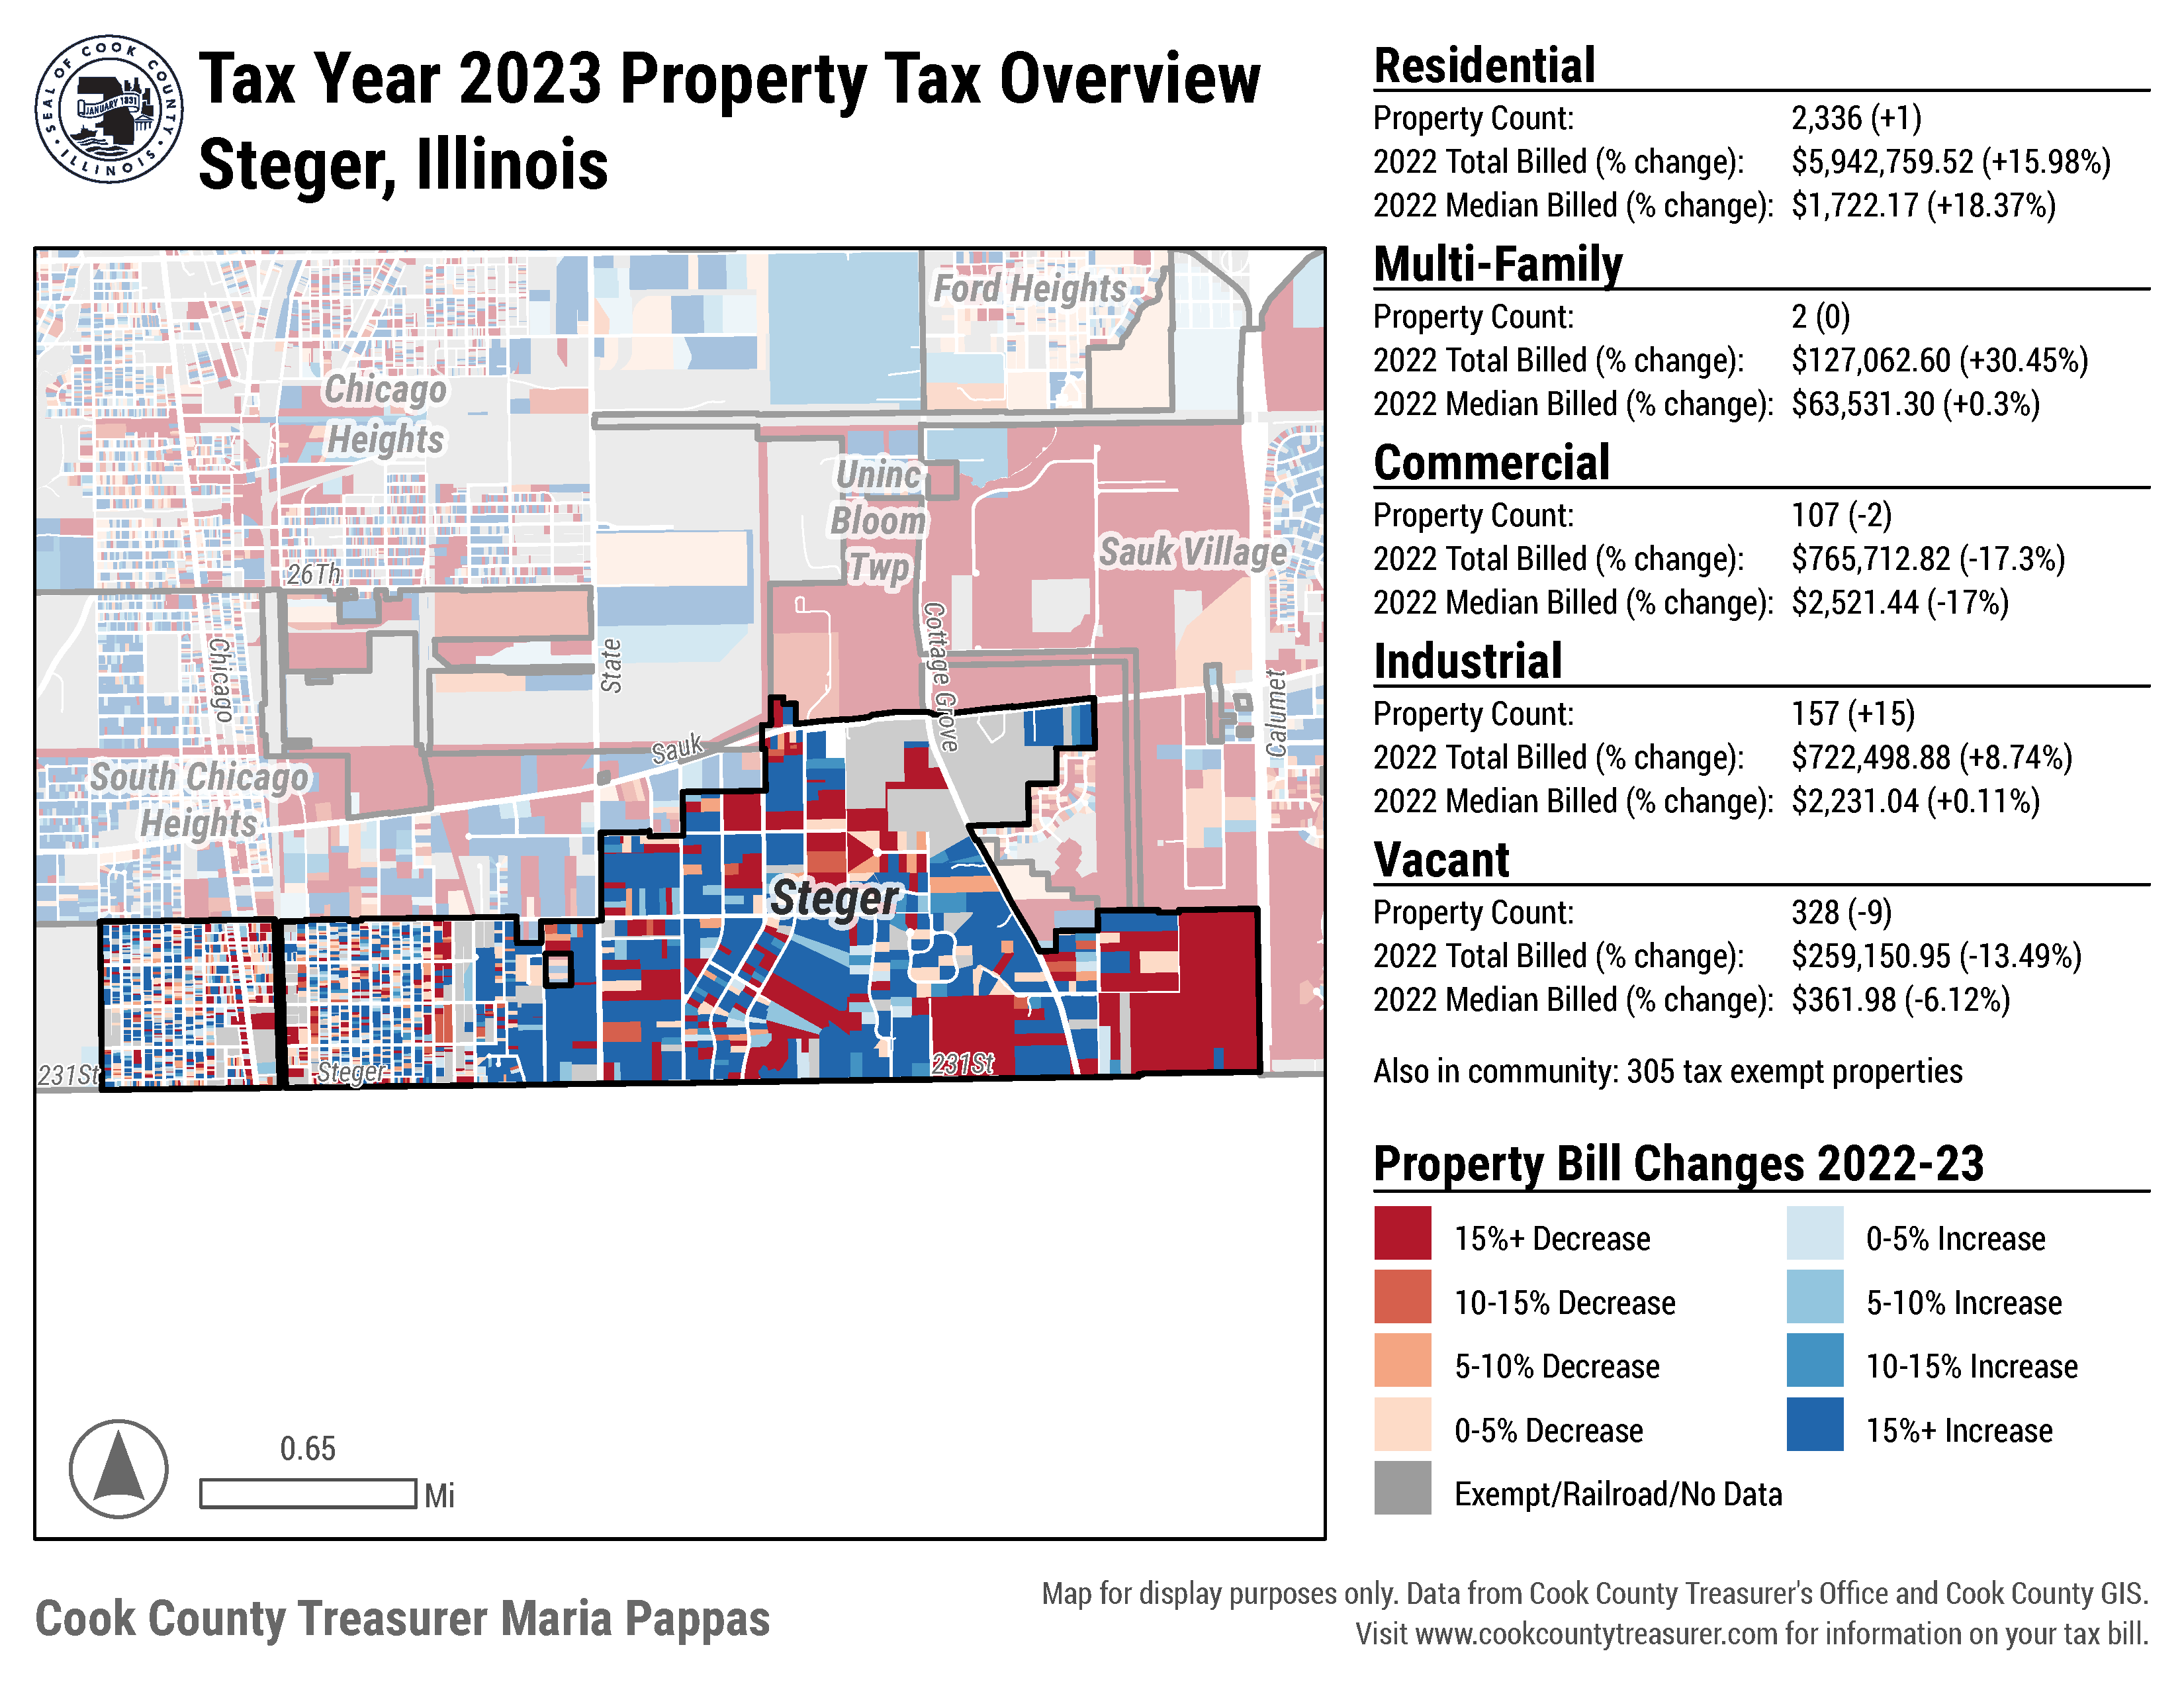 SEAL OF COOK COUNTY
JANUARY 1831
• ILLINOIS •
Tax Year 2023 Property Tax Overview
Steger, Illinois
Ford Heights
Chicago
Heights
Uninc
Bloom
Twp
Sauk Village
26Th
Chicago
State
Cottage Grove
Calumet
Sauk
South Chicago
Heights
Steger
231St
Steger
231St
0.65
Mi
Residential
Property Count: 2,336 (+1)
2022 Total Billed (% change): $5,942,759.52 (+15.98%)
2022 Median Billed (% change): $1,722.17 (+18.37%)
Multi-Family
Property Count: 2 (0)
2022 Total Billed (% change): $127,062.60 (+30.45%)
2022 Median Billed (% change): $63,531.30 (+0.3%)
Commercial
Property Count: 107 (-2)
2022 Total Billed (% change): $765,712.82 (-17.3%)
2022 Median Billed (% change): $2,521.44 (-17%)
Industrial
Property Count: 157 (+15)
2022 Total Billed (% change): $722,498.88 (+8.74%)
2022 Median Billed (% change): $2,231.04 (+0.11%)
Vacant
Property Count: 328 (-9)
2022 Total Billed (% change): $259,150.95 (-13.49%)
2022 Median Billed (% change): $361.98 (-6.12%)
Also in community: 305 tax exempt properties
Property Bill Changes 2022-23
15%+ Decrease
10-15% Decrease
5-10% Decrease
0-5% Decrease
Exempt/Railroad/No Data
0-5% Increase
5-10% Increase
10-15% Increase
15%+ Increase
Cook County Treasurer Maria Pappas
Map for display purposes only. Data from Cook County Treasurer's Office and Cook County GIS.
Visit www.cookcountytreasurer.com for information on your tax bill.